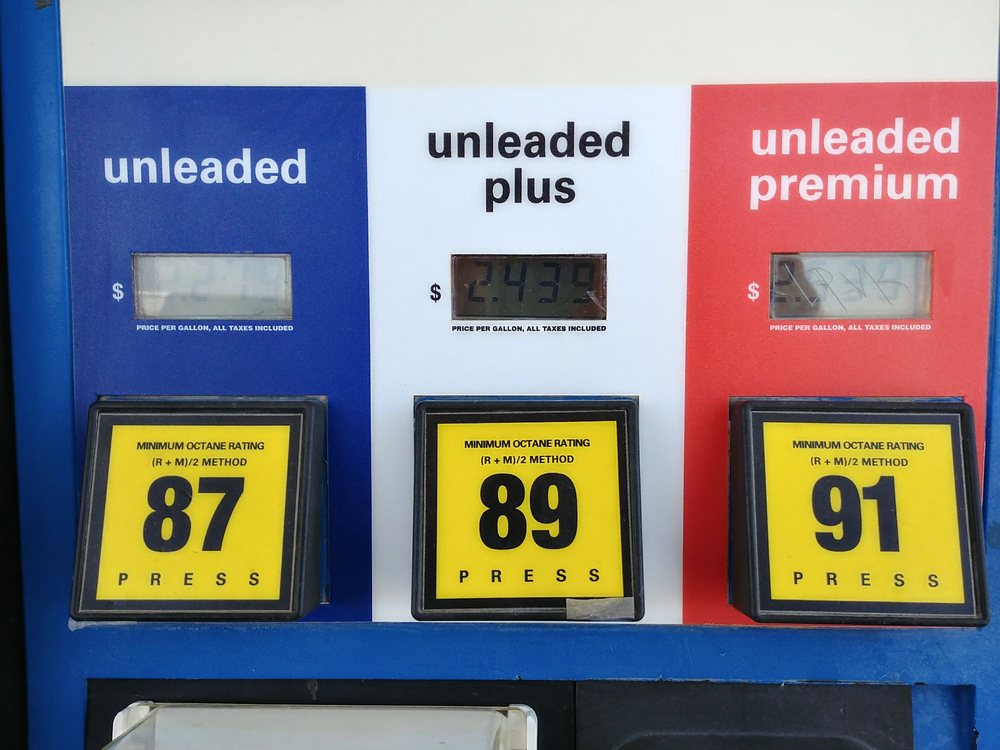 unleaded
$
PRICE PER GALLON, ALL TAXES INCLUDED
MINIMUM OCTANE RATING
(R + M)/2 METHOD
87
PRESS
unleaded
plus
$ 2.439
PRICE PER GALLON, ALL TAXES INCLUDED
MINIMUM OCTANE RATING
(R + M)/2 METHOD
89
PRESS
unleaded
premium
$
PRICE PER GALLON, ALL TAXES INCLUDED
MINIMUM OCTANE RATING
(R + M)/2 METHOD
91
PRESS